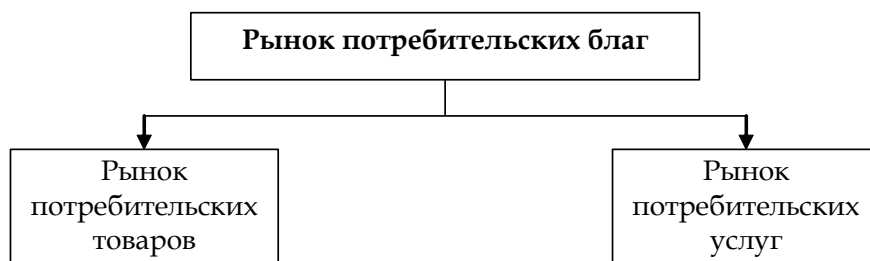 Рынок потребительских благ
Рынок
потребительских
товаров
Рынок
потребительских
услуг